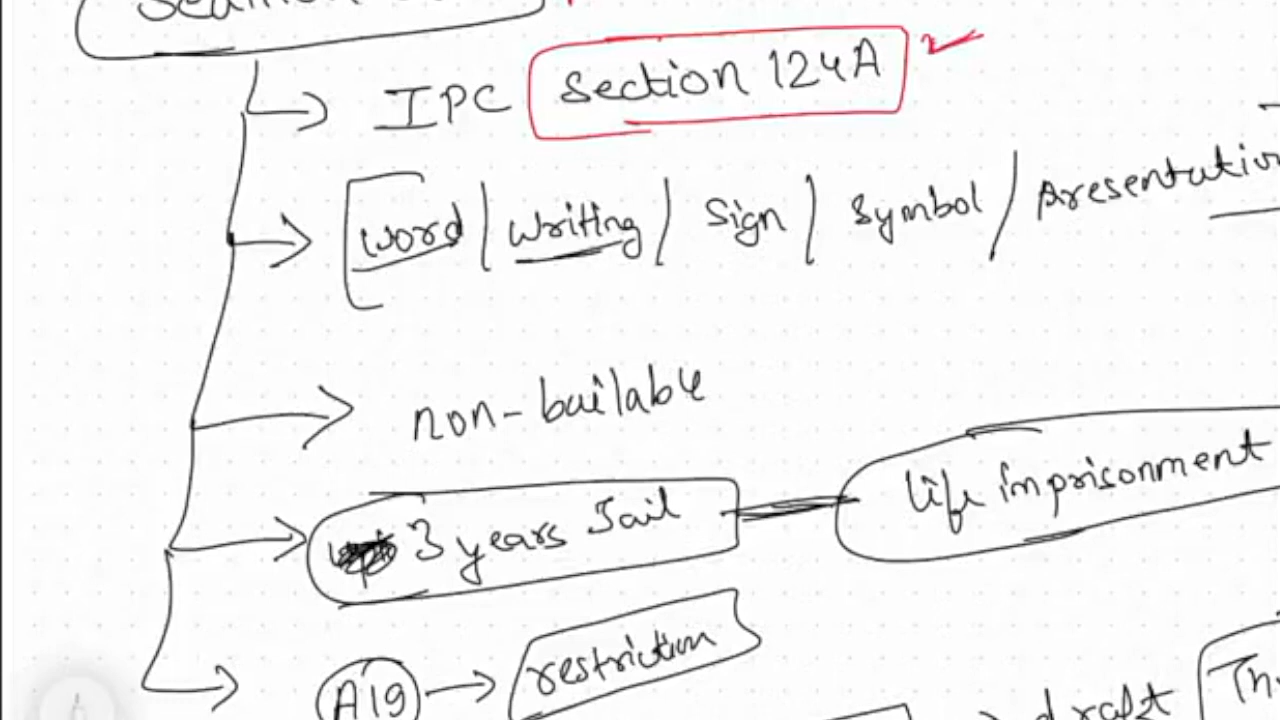 IPC Section 124A
word / writing / Sign / Symbol / presentation
non-bailable
3 years Jail life imprisonment
A19 → restriction
draft